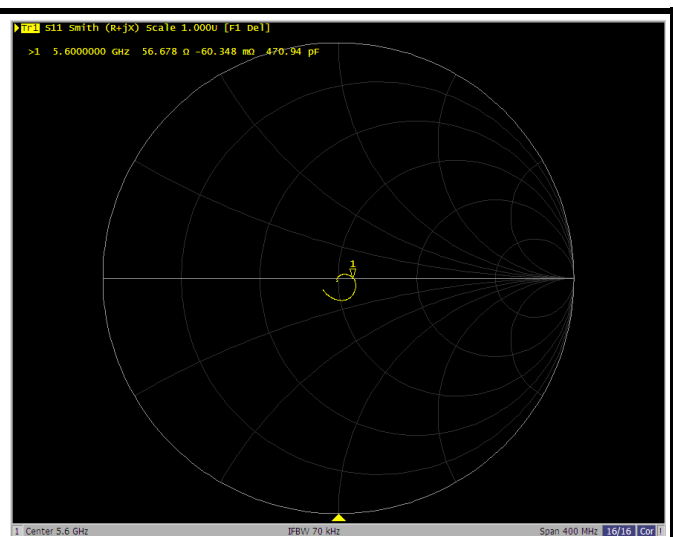 Tr1 S11 Smith (R+jX) Scale 1.000U [F1 Del]
>1 5.6000000 GHz 56.678 Ω -60.348 mΩ 470.94 pF
1
1 Center 5.6 GHz IFBW 70 kHz Span 400 MHz 16/16 Cor !